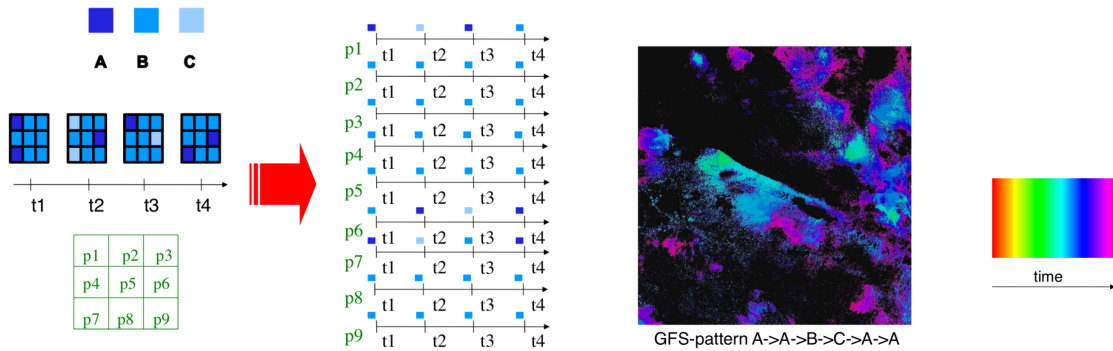 A B C
t1 t2 t3 t4
p1 p2 p3
p4 p5 p6
p7 p8 p9
p1 t1 t2 t3 t4
p2 t1 t2 t3 t4
p3 t1 t2 t3 t4
p4 t1 t2 t3 t4
p5 t1 t2 t3 t4
p6 t1 t2 t3 t4
p7 t1 t2 t3 t4
p8 t1 t2 t3 t4
p9 t1 t2 t3 t4
GFS-pattern A->A->B->C->A->A
time